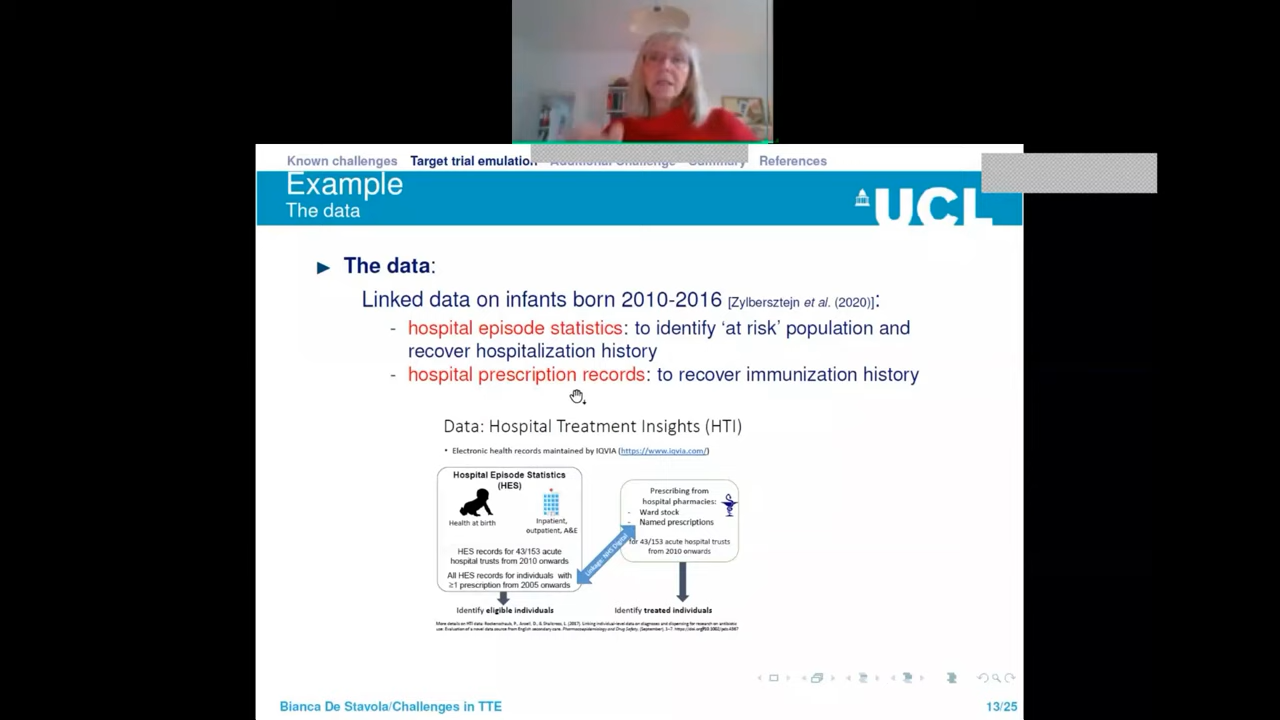 Known challenges Target trial emulation Additional Challenge Summary References
Example
The data
UCL
► The data:
Linked data on infants born 2010-2016 [Zylbersztejn et al. (2020)]:
- hospital episode statistics: to identify ‘at risk’ population and
recover hospitalization history
- hospital prescription records: to recover immunization history
Data: Hospital Treatment Insights (HTI)
• Electronic health records maintained by IQVIA (https://www.iqvia.com/)
Hospital Episode Statistics
(HES)
Health at birth
Inpatient,
outpatient, A&E
HES records for 43/153 acute
hospital trusts from 2010 onwards
All HES records for individuals with
≥1 prescription from 2005 onwards
Linkage: NHS Digital
Prescribing from
hospital pharmacies:
- Ward stock
- Named prescriptions
for 43/153 acute hospital trusts
from 2010 onwards
Identify eligible individuals
Identify treated individuals
Bianca De Stavola/Challenges in TTE
13/25